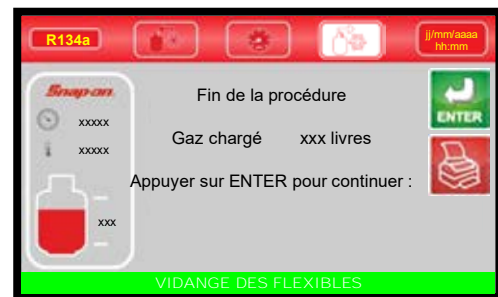 R134a
jj/mm/aaaa
hh:mm
Snap-on
xxxxx
xxxxx
xxx
Fin de la procédure
Gaz chargé xxx livres
Appuyer sur ENTER pour continuer :
ENTER
VIDANGE DES FLEXIBLES